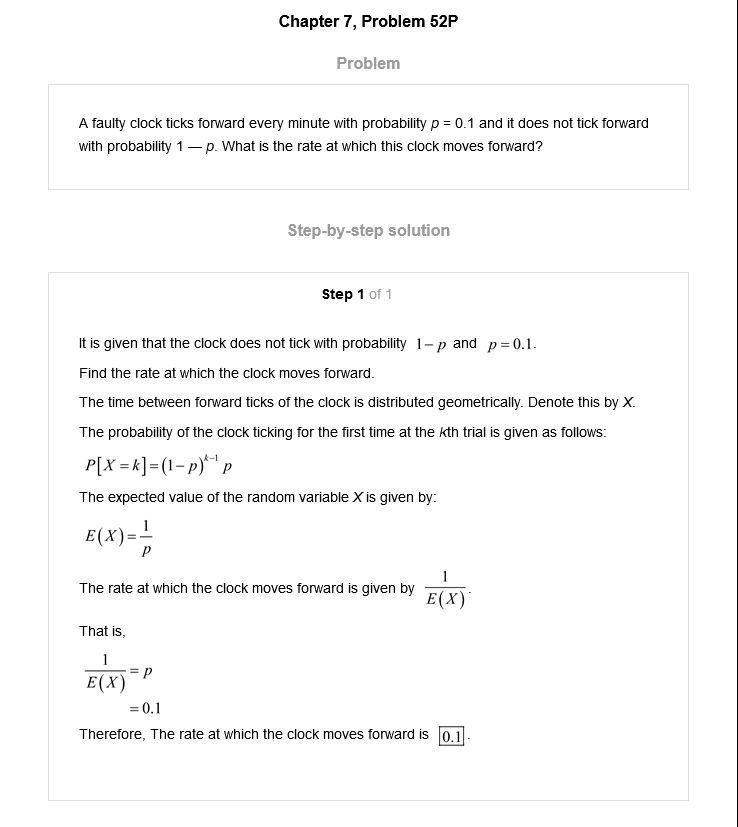 Chapter 7, Problem 52P
Problem
A faulty clock ticks forward every minute with probability p = 0.1 and it does not tick forward
with probability 1 — p. What is the rate at which this clock moves forward?
Step-by-step solution
Step 1 of 1
It is given that the clock does not tick with probability 1−p and p=0.1.
Find the rate at which the clock moves forward.
The time between forward ticks of the clock is distributed geometrically. Denote this by X.
The probability of the clock ticking for the first time at the kth trial is given as follows:
P[X=k]=(1−p)^{k−1} p
The expected value of the random variable X is given by:
E(X)=1/p
The rate at which the clock moves forward is given by 1/E(X).
That is,
1/E(X)=p
=0.1
Therefore, The rate at which the clock moves forward is 0.1.